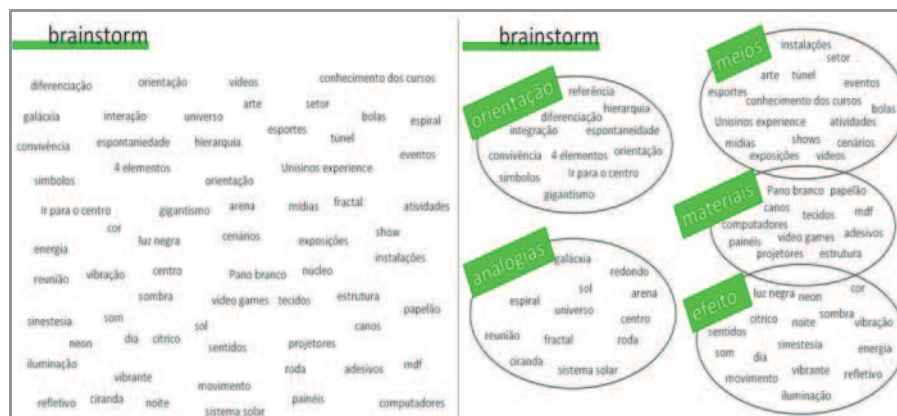 brainstorm
diferenciação orientação videos conhecimento dos cursos
arte setor
galáxia interação universo bolas espiral
esportes
convivência espontaniedade hierarquia túnel
eventos
4 elementos Unisinos experience
símbolos orientação
Ir para o centro gigantismo arena mídias fractal atividades
cor
luz negra cenários exposições show
energia
instalações
reunião vibração centro Pano branco núcleo
sombra video games tecidos estrutura
papelão
sinestesia som sol canos
neon dia cítrico sentidos projetores
iluminação roda adesivos mdf
vibrante movimento
refletivo ciranda noite sistema solar painéis computadores
brainstorm
orientação
referência
hierarquia
diferenciação
integração espontaneidade
convivência 4 elementos orientação
símbolos Ir para o centro
gigantismo
analogias
galáxia
redondo
sol
espiral arena
universo
centro
reunião fractal roda
ciranda
sistema solar
meios
instalações
setor
arte túnel
esportes eventos
conhecimento dos cursos
bolas
Unisinos experience atividades
mídias shows cenários
exposições videos
materiais
Pano branco papelão
canos tecidos mdf
computadores
painéis video games adesivos
projetores estrutura
efeito
luz negra neon cor
sombra
cítrico noite vibração
sentidos
sinestesia
som dia energia
movimento vibrante refletivo
iluminação